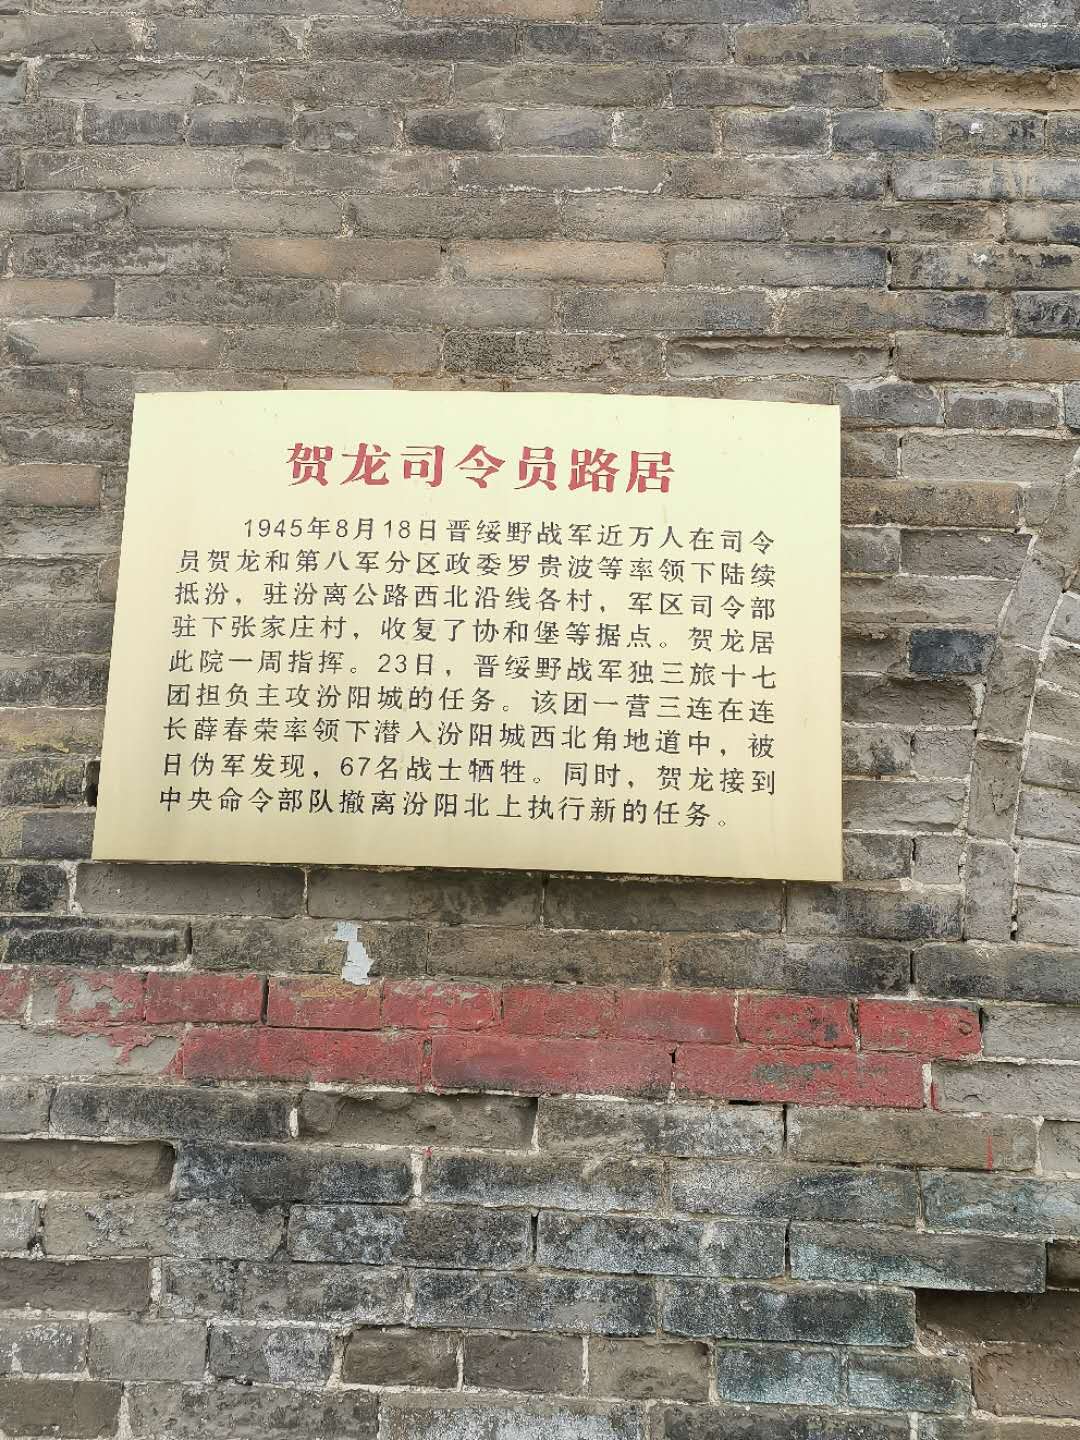 贺龙司令员路居
1945年8月18日晋绥野战军近万人在司令
员贺龙和第八军分区政委罗贵波等率领下陆续
抵汾，驻汾离公路西北沿线各村，军区司令部
驻下张家庄村，收复了协和堡等据点。贺龙居
此院一周指挥。23日，晋绥野战军独三旅十七
团担负主攻汾阳城的任务。该团一营三连在连
长薛春荣率领下潜入汾阳城西北角地道中，被
日伪军发现，67名战士牺牲。同时，贺龙接到
中央命令部队撤离汾阳北上执行新的任务。